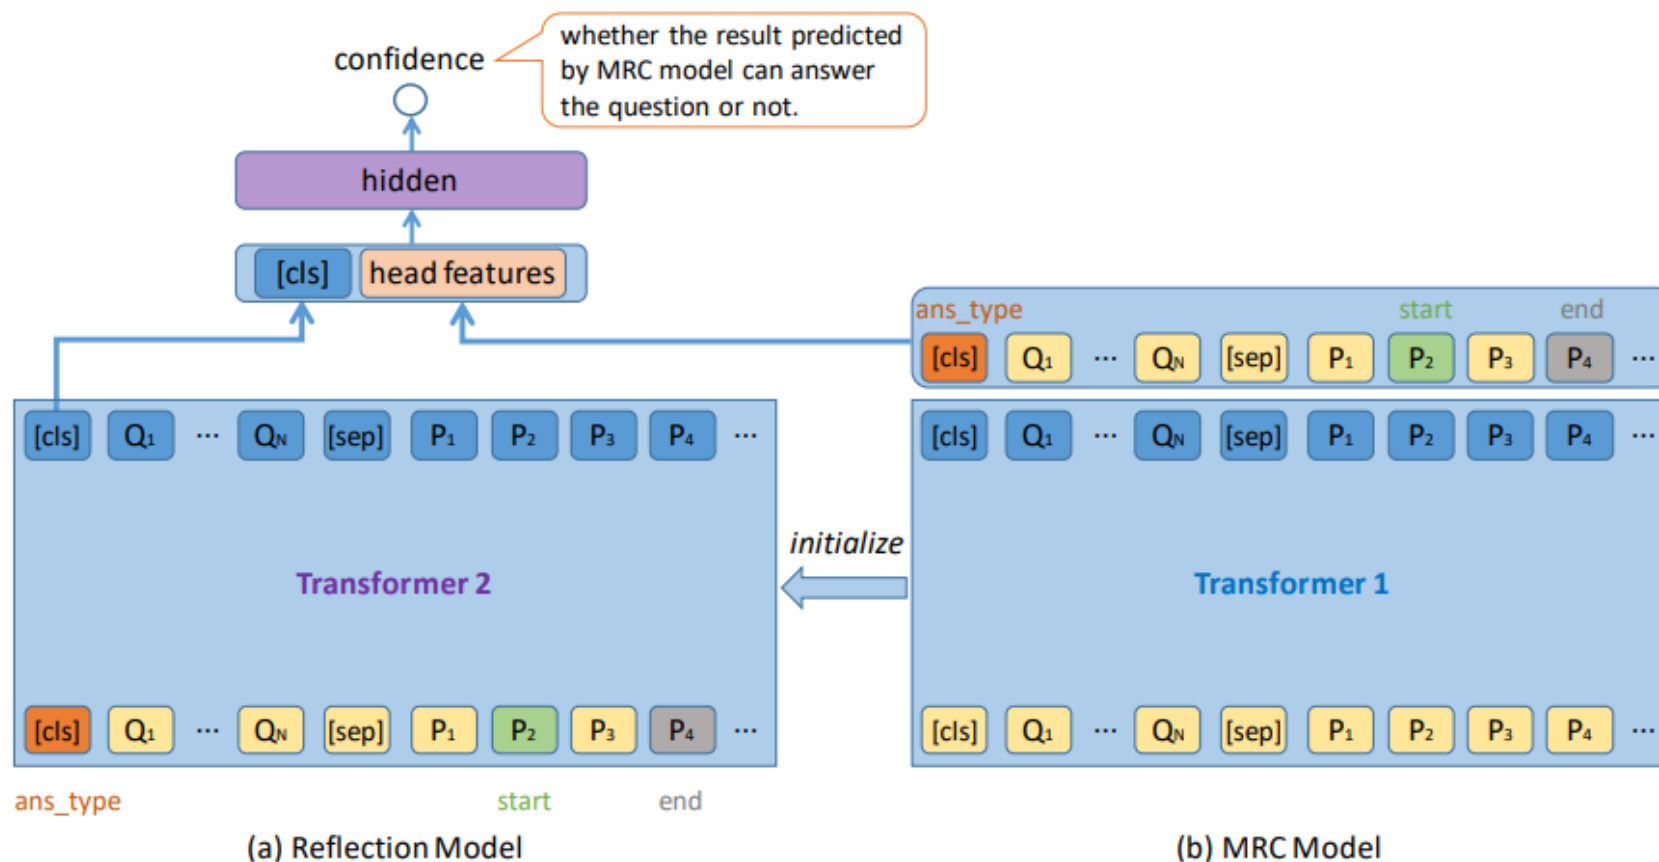 confidence
whether the result predicted
by MRC model can answer
the question or not.
hidden
[cls] head features
ans_type start end
[cls] Q1 ... QN [sep] P1 P2 P3 P4 ...
[cls] Q1 ... QN [sep] P1 P2 P3 P4 ...
[cls] Q1 ... QN [sep] P1 P2 P3 P4 ...
initialize
Transformer 2
Transformer 1
[cls] Q1 ... QN [sep] P1 P2 P3 P4 ...
[cls] Q1 ... QN [sep] P1 P2 P3 P4 ...
ans_type start end
(a) Reflection Model
(b) MRC Model